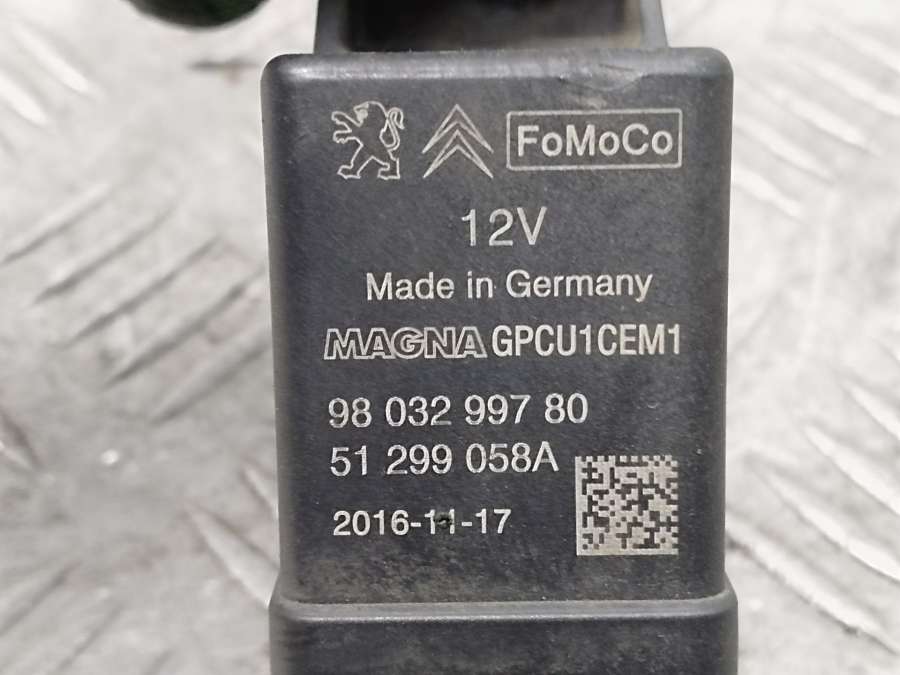 FoMoCo
12V
Made in Germany
MAGNA GPCU1CEM1
98 032 997 80
51 299 058A
2016-11-17